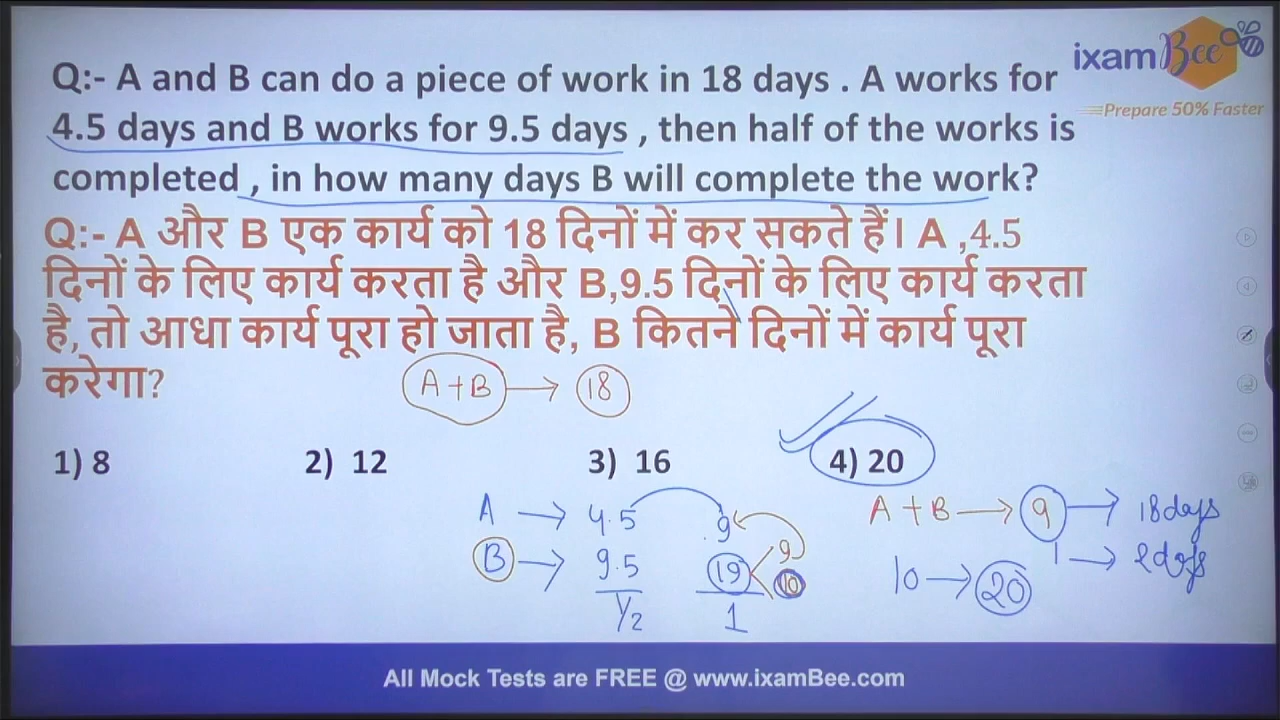 ixamBee
Prepare 50% Faster
Q:- A and B can do a piece of work in 18 days . A works for
4.5 days and B works for 9.5 days , then half of the works is
completed , in how many days B will complete the work?
Q:- A और B एक कार्य को 18 दिनों में कर सकते हैं। A ,4.5
दिनों के लिए कार्य करता है और B,9.5 दिनों के लिए कार्य करता
है, तो आधा कार्य पूरा हो जाता है, B कितने दिनों में कार्य पूरा
करेगा?
A+B → 18
1) 8 2) 12 3) 16 4) 20
A → 4.5 9
B → 9.5 19 9 10
1/2 1
A + B → 9 → 18 days
1 → 2 days
10 → 20
All Mock Tests are FREE @ www.ixamBee.com